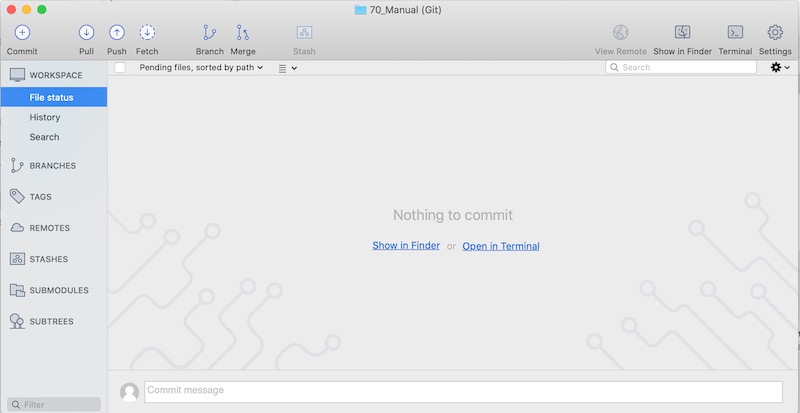 70_Manual (Git)
Commit Pull Push Fetch Branch Merge Stash View Remote Show in Finder Terminal Settings
WORKSPACE
Pending files, sorted by path
Search
File status
History
Search
BRANCHES
TAGS
REMOTES
STASHES
SUBMODULES
SUBTREES
Nothing to commit
Show in Finder or Open in Terminal
Filter
Commit message